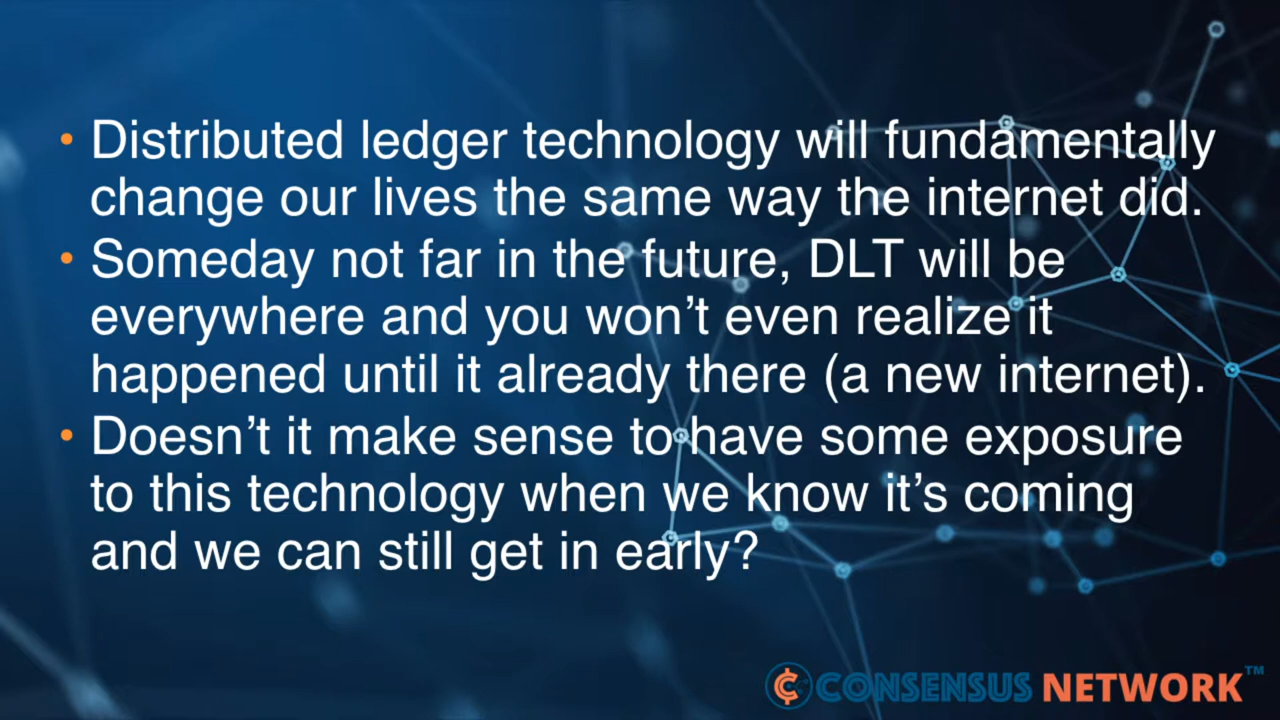 • Distributed ledger technology will fundamentally
change our lives the same way the internet did.
• Someday not far in the future, DLT will be
everywhere and you won’t even realize it
happened until it already there (a new internet).
• Doesn’t it make sense to have some exposure
to this technology when we know it’s coming
and we can still get in early?
CONSENSUS NETWORK™